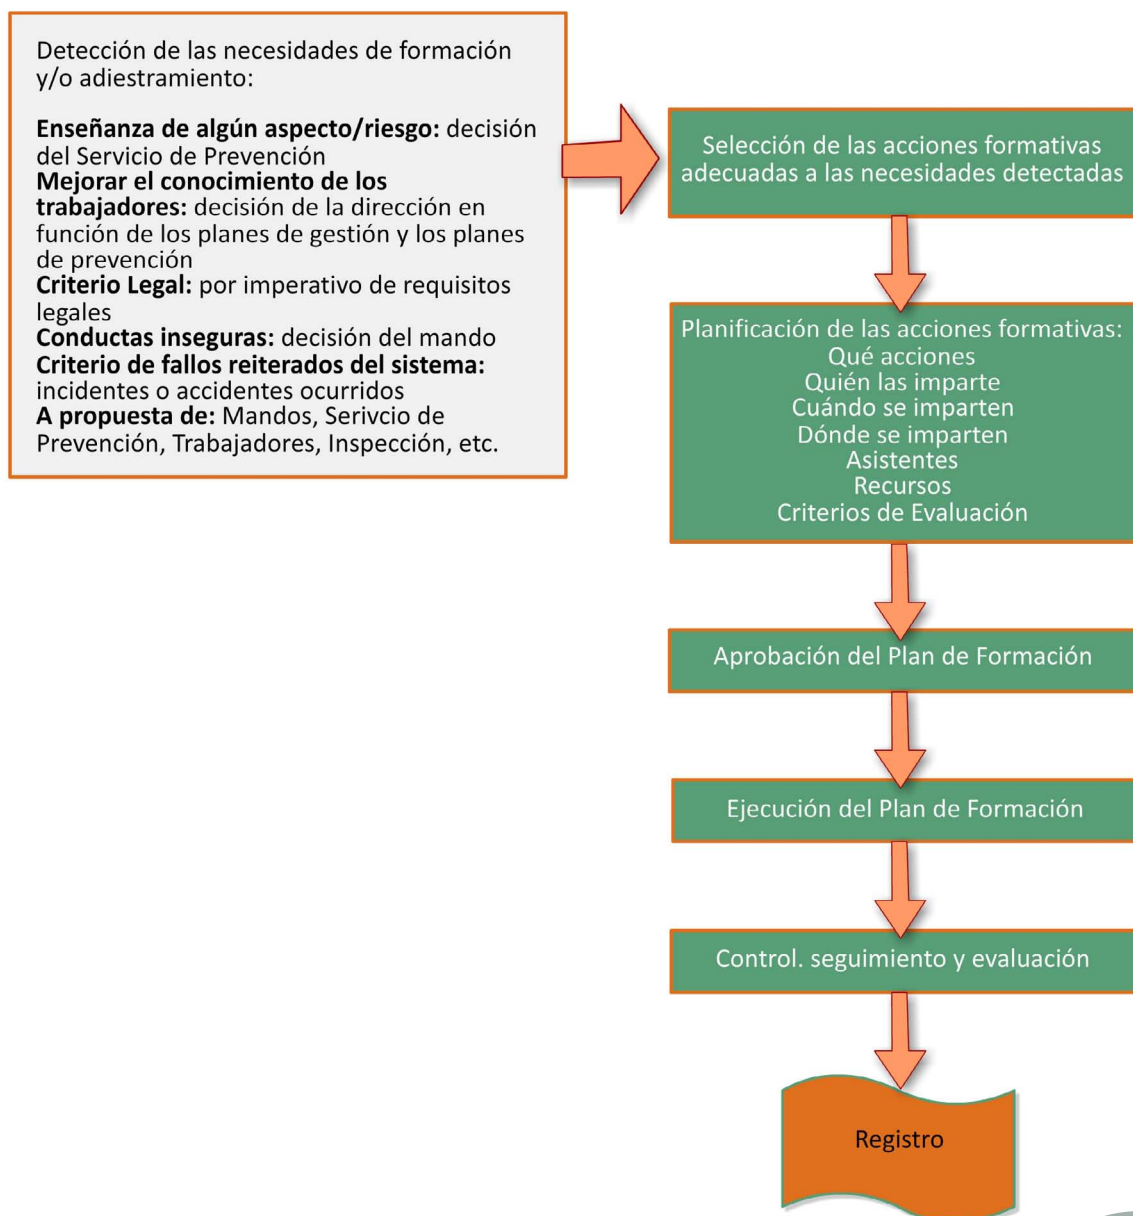 Detección de las necesidades de formación
y/o adiestramiento:
Enseñanza de algún aspecto/riesgo: decisión
del Servicio de Prevención
Mejorar el conocimiento de los
trabajadores: decisión de la dirección en
función de los planes de gestión y los planes
de prevención
Criterio Legal: por imperativo de requisitos
legales
Conductas inseguras: decisión del mando
Criterio de fallos reiterados del sistema:
incidentes o accidentes ocurridos
A propuesta de: Mandos, Serivcio de
Prevención, Trabajadores, Inspección, etc.
Selección de las acciones formativas
adecuadas a las necesidades detectadas
Planificación de las acciones formativas:
Qué acciones
Quién las imparte
Cuándo se imparten
Dónde se imparten
Asistentes
Recursos
Criterios de Evaluación
Aprobación del Plan de Formación
Ejecución del Plan de Formación
Control. seguimiento y evaluación
Registro